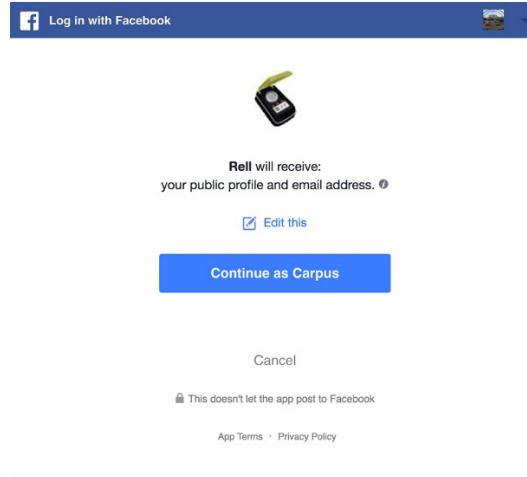 Log in with Facebook
Rell will receive:
your public profile and email address.
Edit this
Continue as Carpus
Cancel
This doesn't let the app post to Facebook
App Terms · Privacy Policy